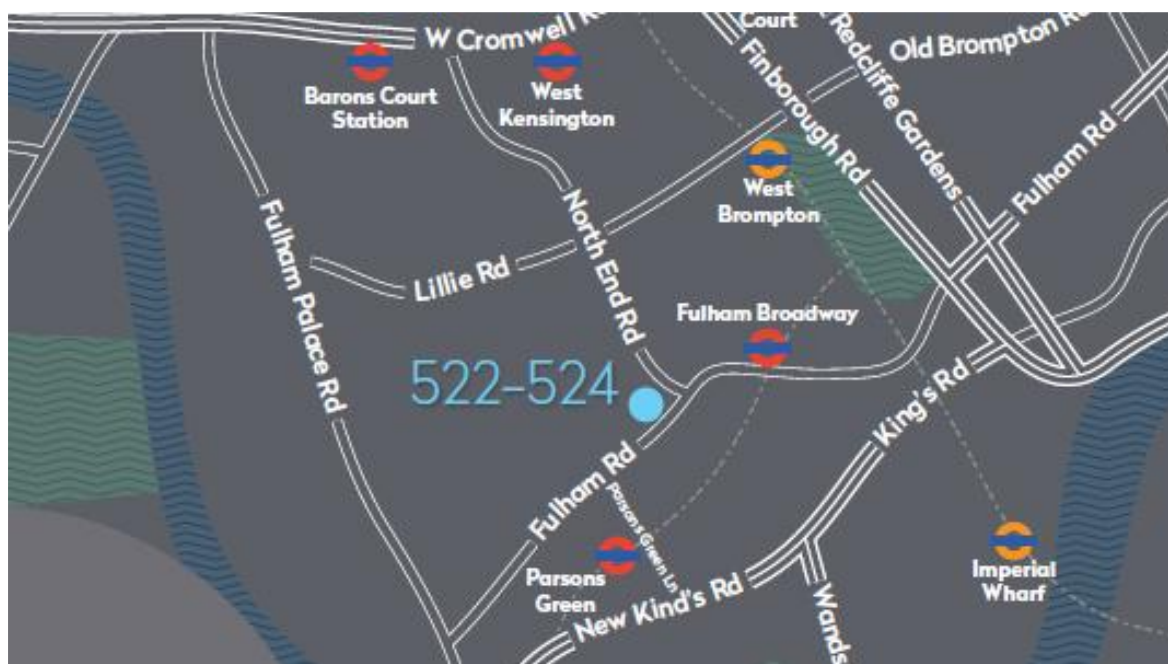 Court
W Cromwell R
Redcliffe Gardens
Old Brompton Rd
Finborough Rd
Barons Court
Station
West
Kensington
Fulham Rd
West
Brompton
North End Rd
Fulham Palace Rd
Lillie Rd
Fulham Broadway
522-524
King's Rd
Fulham Rd
Parsons Green Ln
Parsons
Green
New Kind's Rd
Imperial
Wharf
Wands